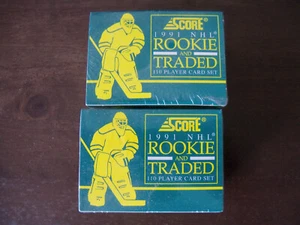 SCORE
1991 NHL®
ROOKIE
AND
TRADED
110 PLAYER CARD SET
SCORE
1991 NHL®
ROOKIE
AND
TRADED
110 PLAYER CARD SET